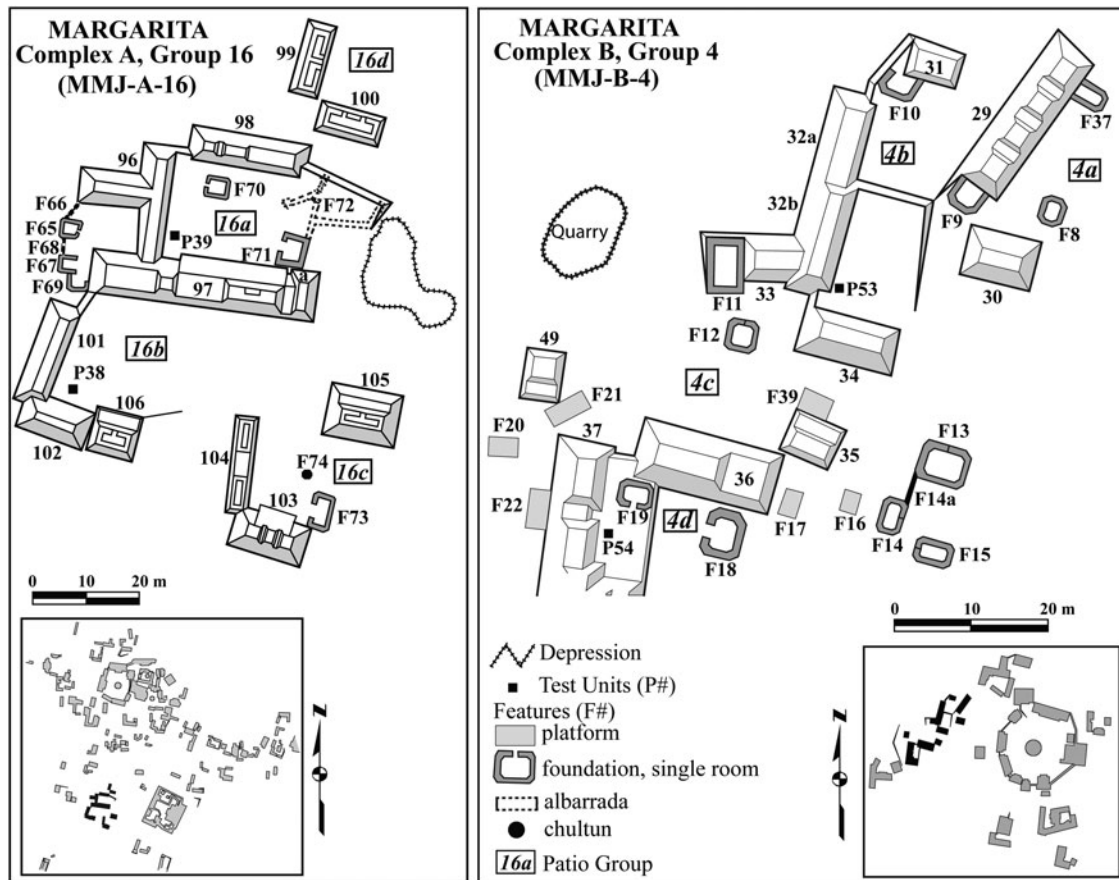 MARGARITA
Complex A, Group 16
(MMJ-A-16)
99
16d
100
98
96
F66
F70
F72
F65
16a
F68
P39
F71
F67
a
F69
97
101
16b
P38
105
106
102
104
F74
16c
103
F73
0 10 20 m
N
MARGARITA
Complex B, Group 4
(MMJ-B-4)
31
29
F10
F37
32a
4b
4a
F9
F8
32b
Quarry
30
P53
F11
33
F12
34
49
4c
F21
F39
F20
37
F13
35
36
F14a
F22
F19
4d
F17
F16
F14
P54
F18
F15
0 10 20 m
Depression
Test Units (P#)
Features (F#)
platform
foundation, single room
albarrada
chultun
16a Patio Group
N